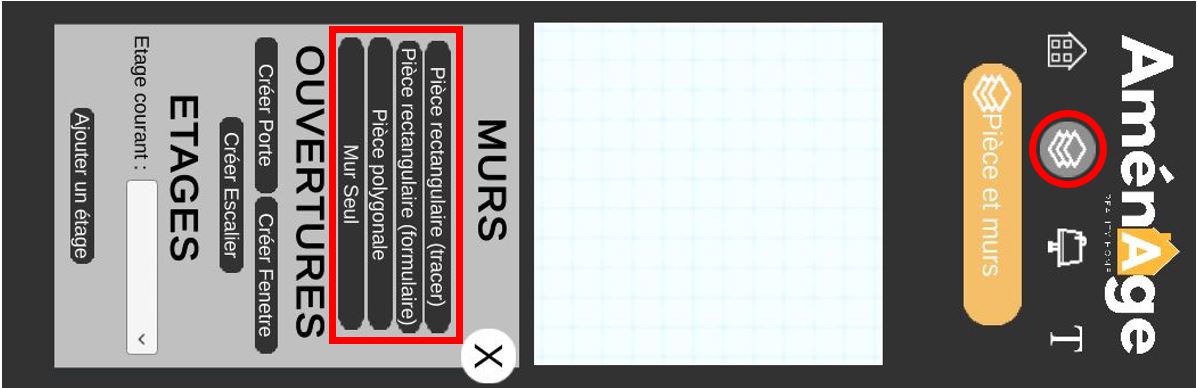 AménAge
REALITY HOME
T
Pièce et murs
MURS
X
Pièce rectangulaire (tracer)
Pièce rectangulaire (formulaire)
Pièce polygonale
Mur Seul
OUVERTURES
Créer Porte Créer Fenetre
Créer Escalier
ETAGES
Etage courant :
Ajouter un étage